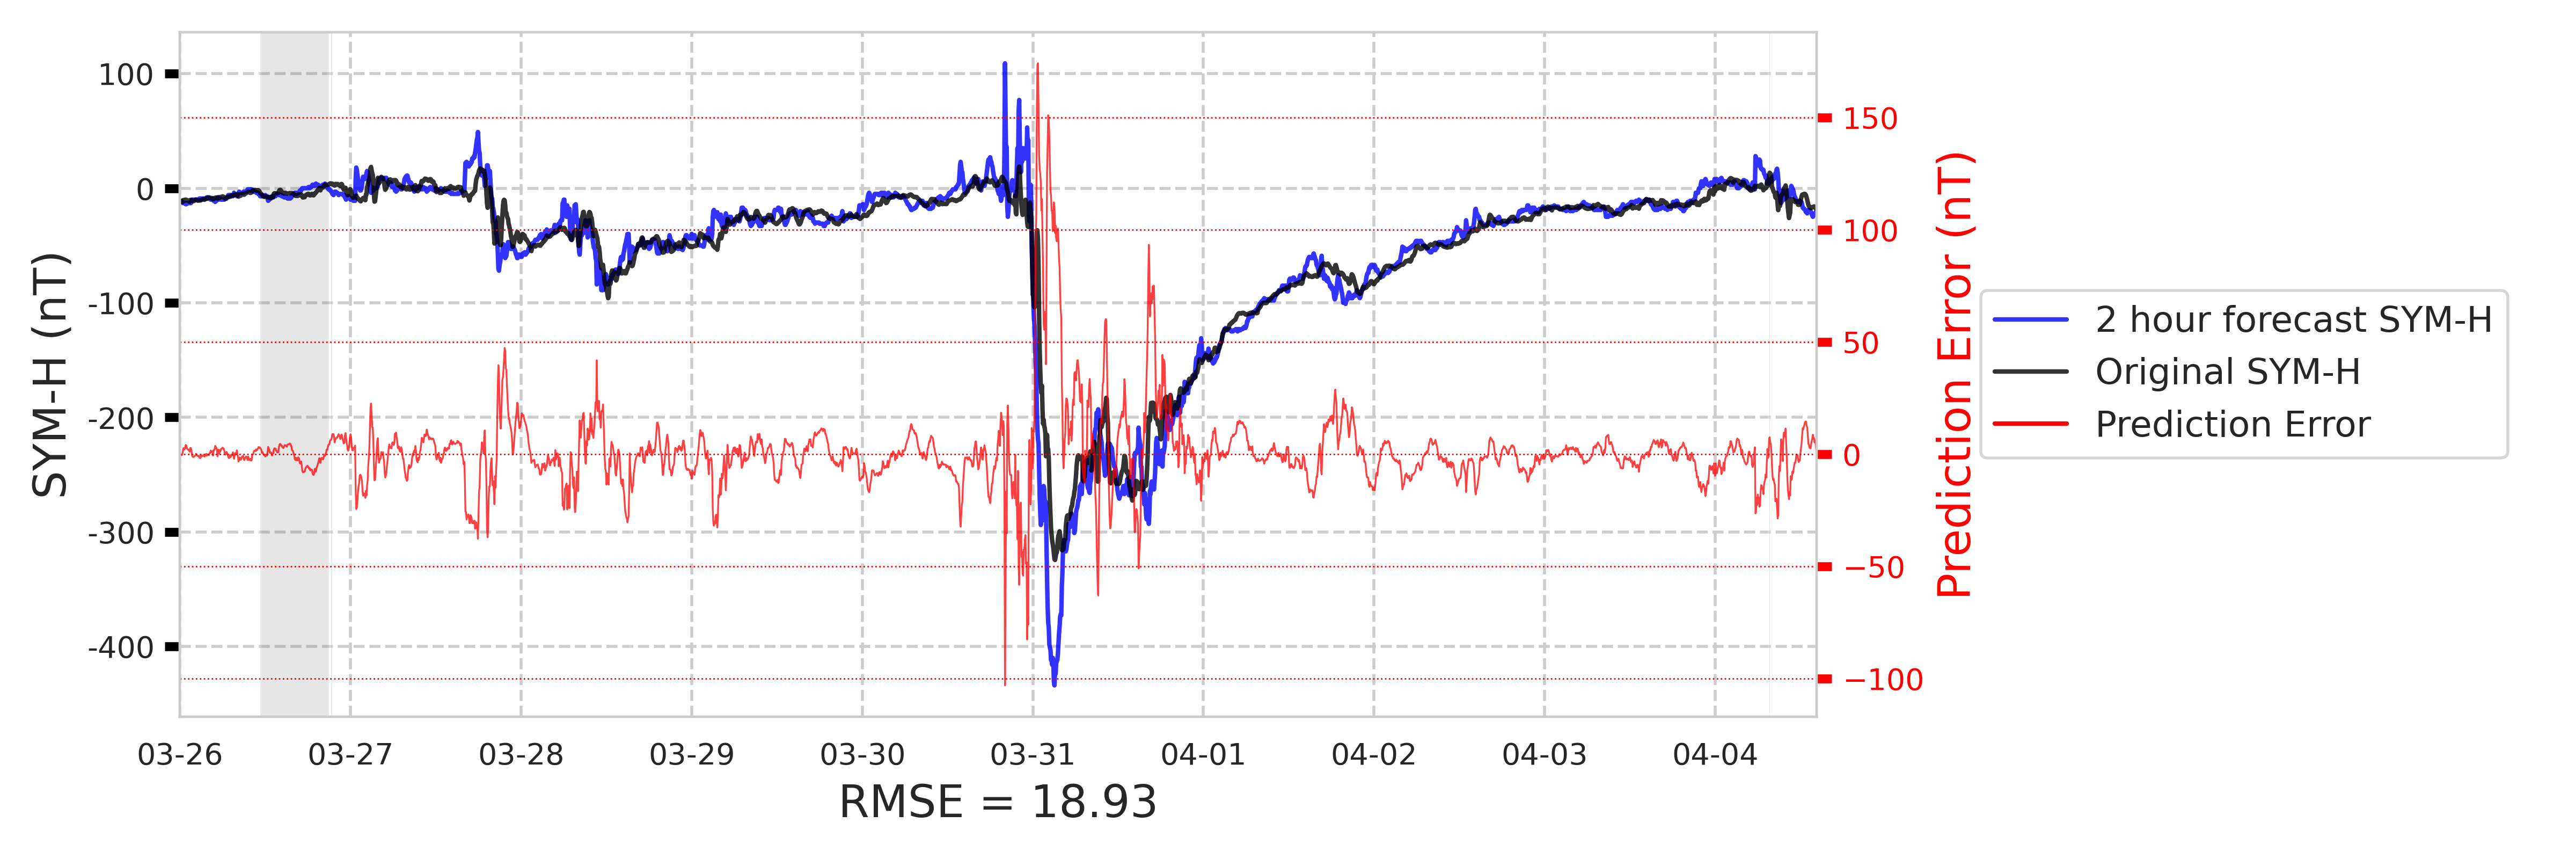 SYM-H (nT)
100
0
-100
-200
-300
-400
150
100
50
0
−50
−100
Prediction Error (nT)
2 hour forecast SYM-H
Original SYM-H
Prediction Error
03-26 03-27 03-28 03-29 03-30 03-31 04-01 04-02 04-03 04-04
RMSE = 18.93